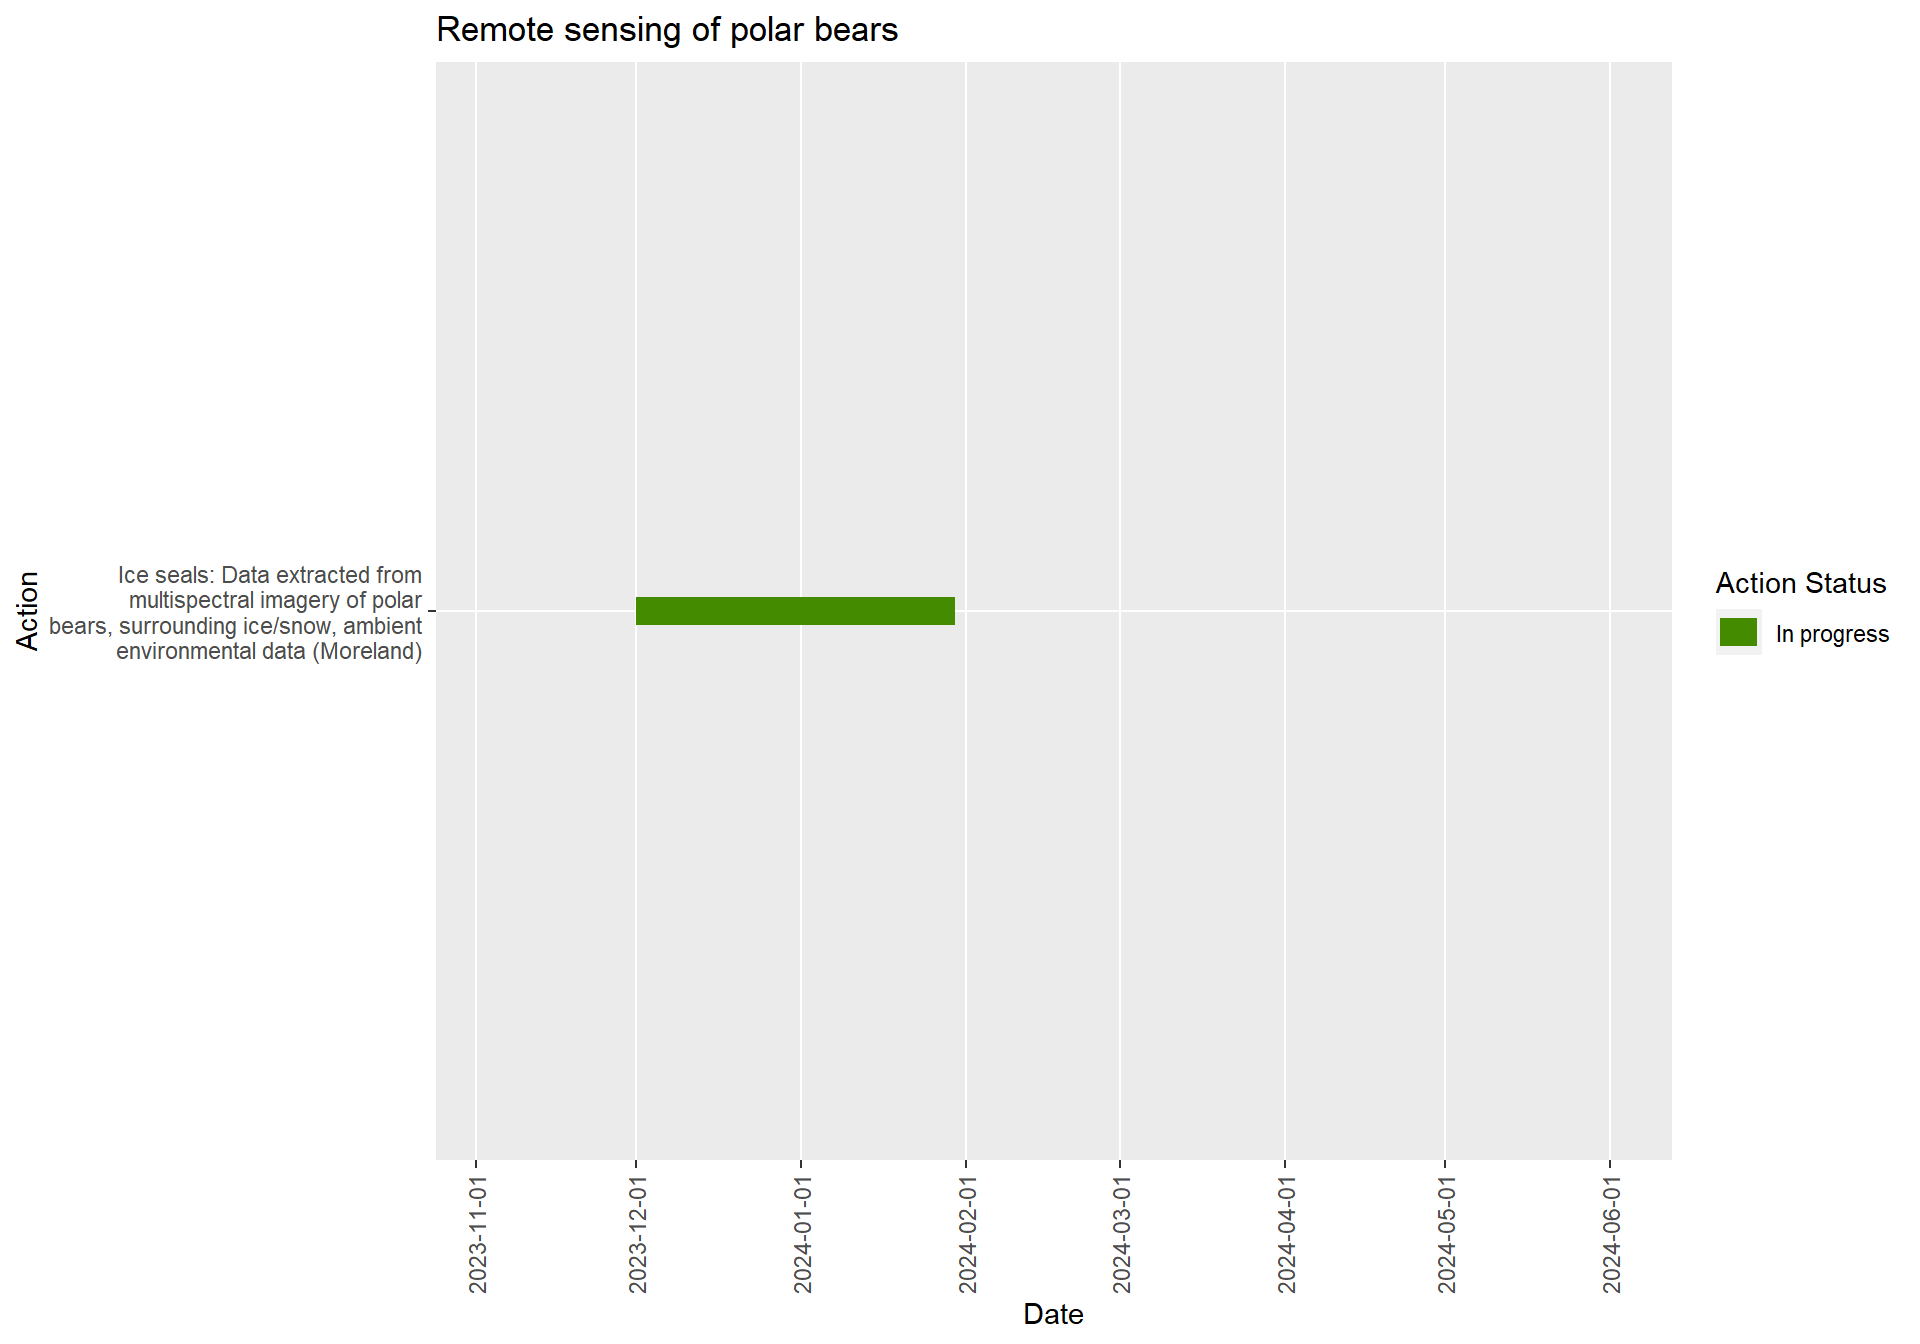 Remote sensing of polar bears
Action
Ice seals: Data extracted from
multispectral imagery of polar
bears, surrounding ice/snow, ambient
environmental data (Moreland)
Action Status
In progress
2023-11-01
2023-12-01
2024-01-01
2024-02-01
2024-03-01
2024-04-01
2024-05-01
2024-06-01
Date